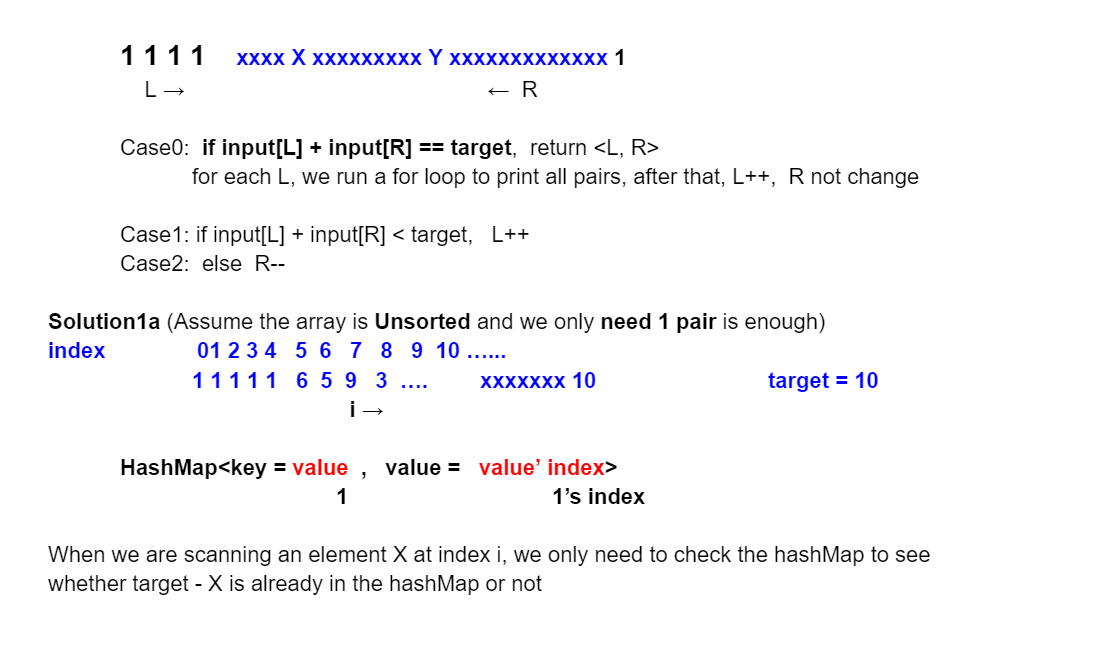 1 1 1 1 xxxx X xxxxxxxxx Y xxxxxxxxxxxxx 1
L → ← R
Case0: if input[L] + input[R] == target, return <L, R>
for each L, we run a for loop to print all pairs, after that, L++, R not change
Case1: if input[L] + input[R] < target, L++
Case2: else R--
Solution1a (Assume the array is Unsorted and we only need 1 pair is enough)
index 01 2 3 4 5 6 7 8 9 10 ......
1 1 1 1 1 6 5 9 3 .... xxxxxxx 10 target = 10
i →
HashMap<key = value , value = value’ index>
1 1’s index
When we are scanning an element X at index i, we only need to check the hashMap to see
whether target - X is already in the hashMap or not